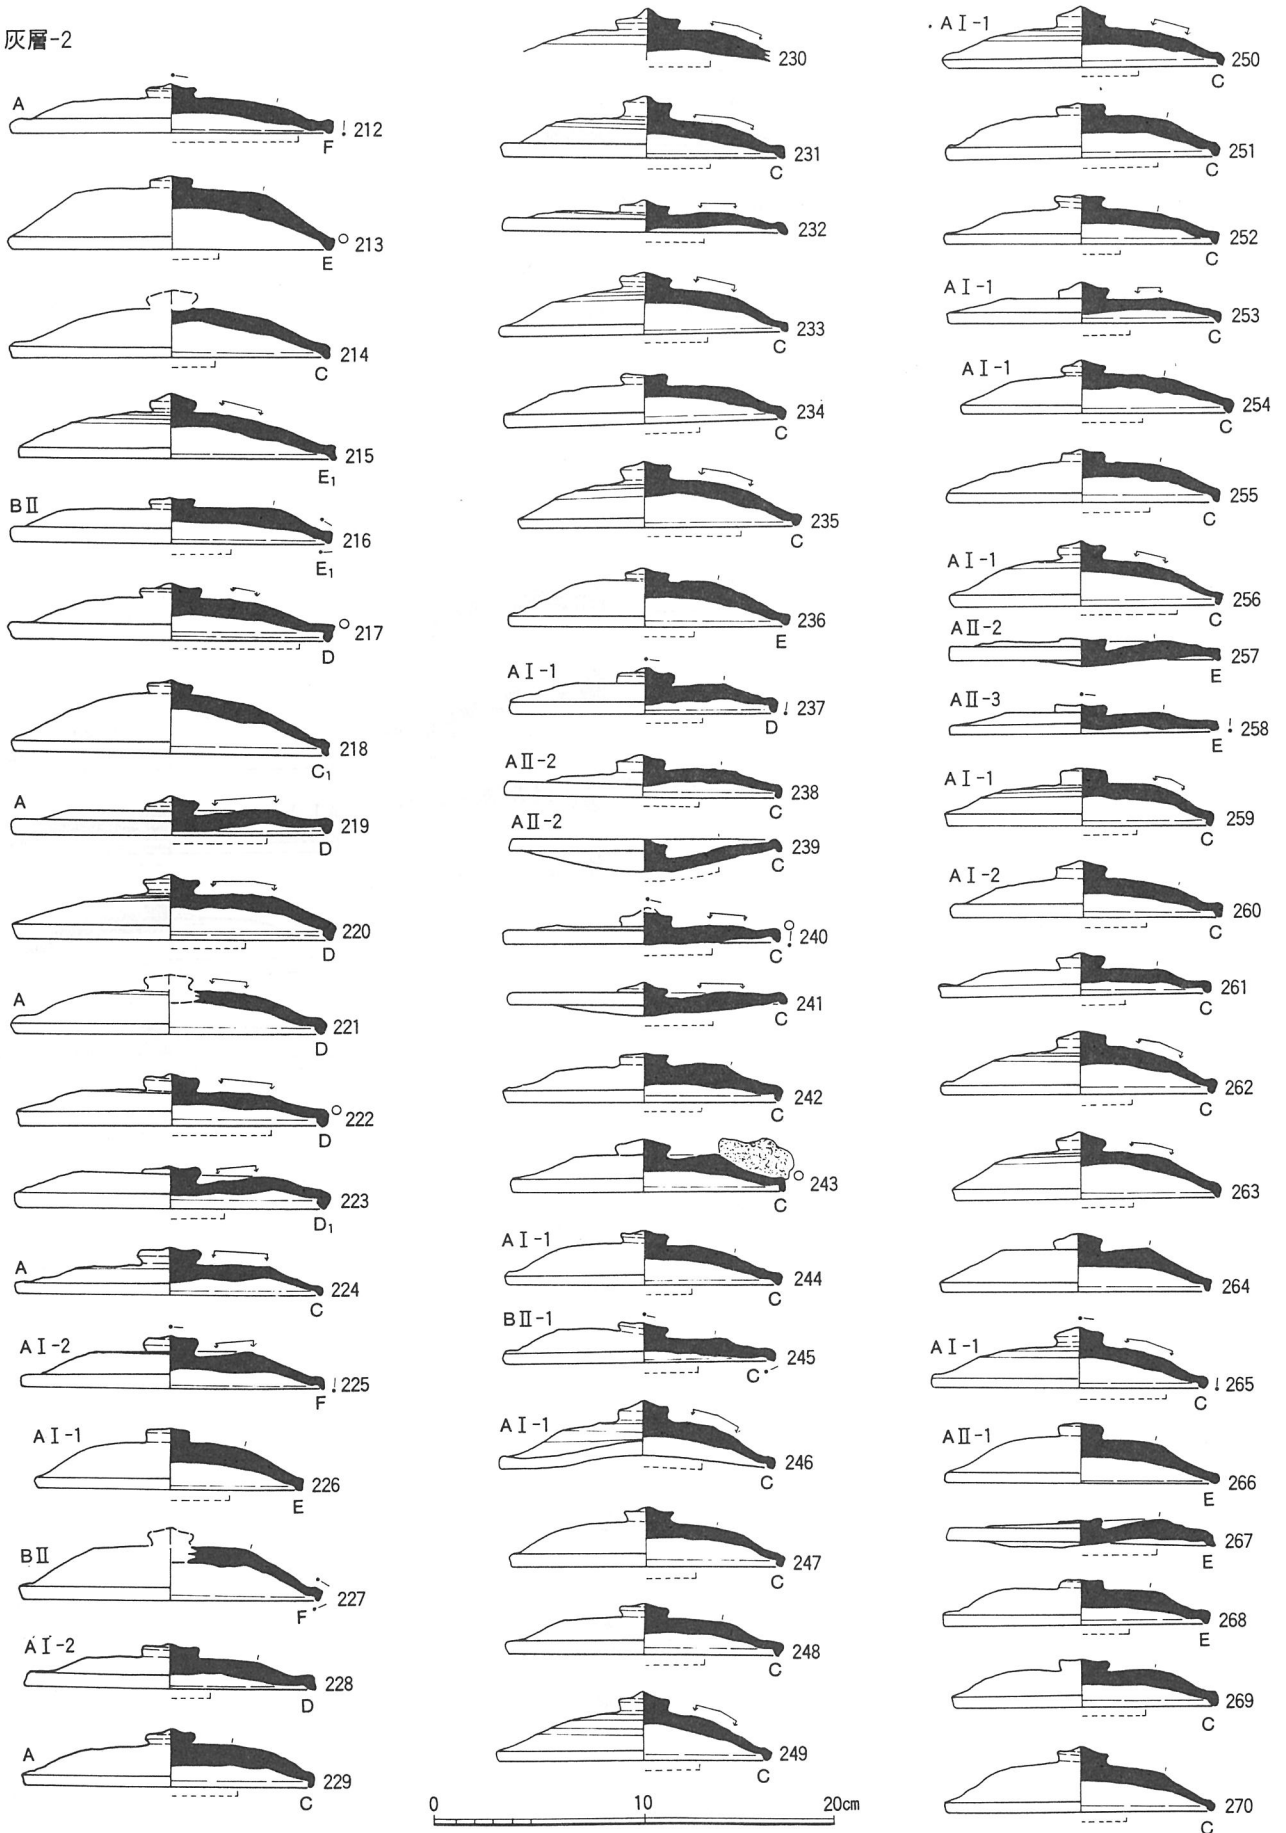 灰層-2
A
212
F
213
E
214
C
215
E₁
BⅡ
216
E₁
217
D
218
C₁
A
219
D
220
D
A
221
D
222
D
223
D₁
A
224
C
AⅠ-2
225
F
AⅠ-1
226
E
BⅡ
227
F
AⅠ-2
228
D
A
229
C
230
231
C
232
233
C
234
C
235
C
236
E
AⅠ-1
237
D
AⅡ-2
238
C
AⅡ-2
239
C
240
C
241
C
242
C
243
C
AⅠ-1
244
C
BⅡ-1
245
C
AⅠ-1
246
C
247
C
248
C
249
C
0 10 20cm
AⅠ-1
250
C
251
C
252
C
AⅠ-1
253
C
AⅠ-1
254
C
255
C
AⅠ-1
256
C
AⅡ-2
257
E
AⅡ-3
258
E
AⅠ-1
259
C
AⅠ-2
260
C
261
C
262
C
263
264
AⅠ-1
265
C
AⅡ-1
266
E
267
E
268
E
269
C
270
C